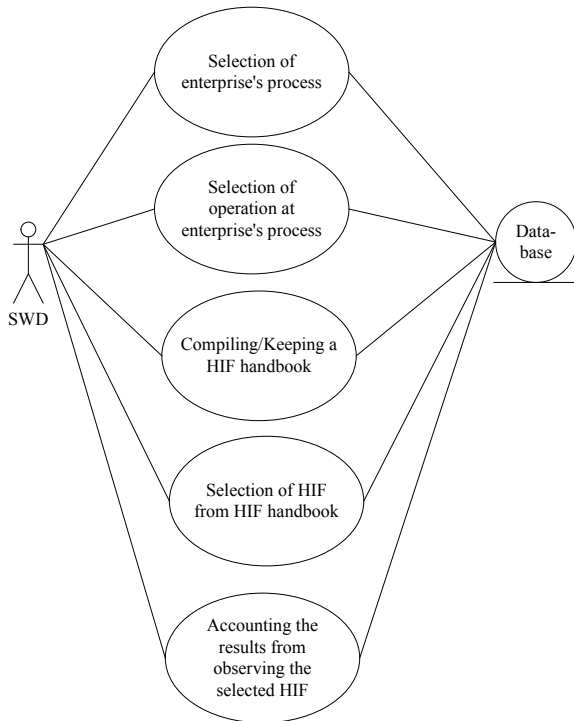 Selection of
enterprise's process
Selection of
operation at
enterprise's process
Data-
base
SWD
Compiling/Keeping a
HIF handbook
Selection of HIF
from HIF handbook
Accounting the
results from
observing the
selected HIF